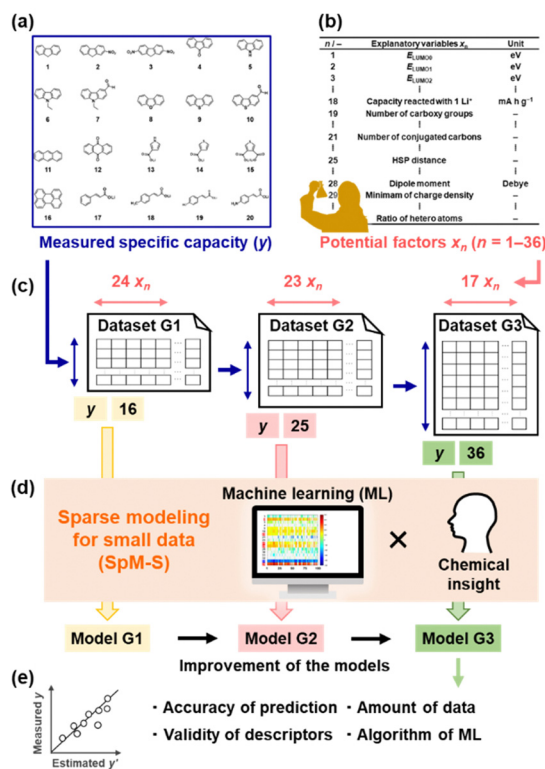 (a)
1 2 3 4 5
6 7 8 9 10
11 12 13 14 15
16 17 18 19 20
Measured specific capacity (y)
(b)
n / – Explanatory variables xn Unit
1 ELUMO0 eV
2 ELUMO1 eV
3 ELUMO2 eV
18 Capacity reacted with 1 Li+ mA h g−1
19 Number of carboxy groups –
21 Number of conjugated carbons –
25 HSP distance –
28 Dipole moment Debye
29 Minimam of charge density –
Ratio of hetero atoms –
Potential factors xn (n = 1–36)
(c)
24 xn 23 xn 17 xn
Dataset G1 Dataset G2 Dataset G3
y 16
y 25
y 36
(d)
Machine learning (ML)
Sparse modeling
for small data
(SpM-S)
×
Chemical
insight
Model G1 Model G2 Model G3
Improvement of the models
(e)
Measured y
Estimated y'
· Accuracy of prediction · Amount of data
· Validity of descriptors · Algorithm of ML